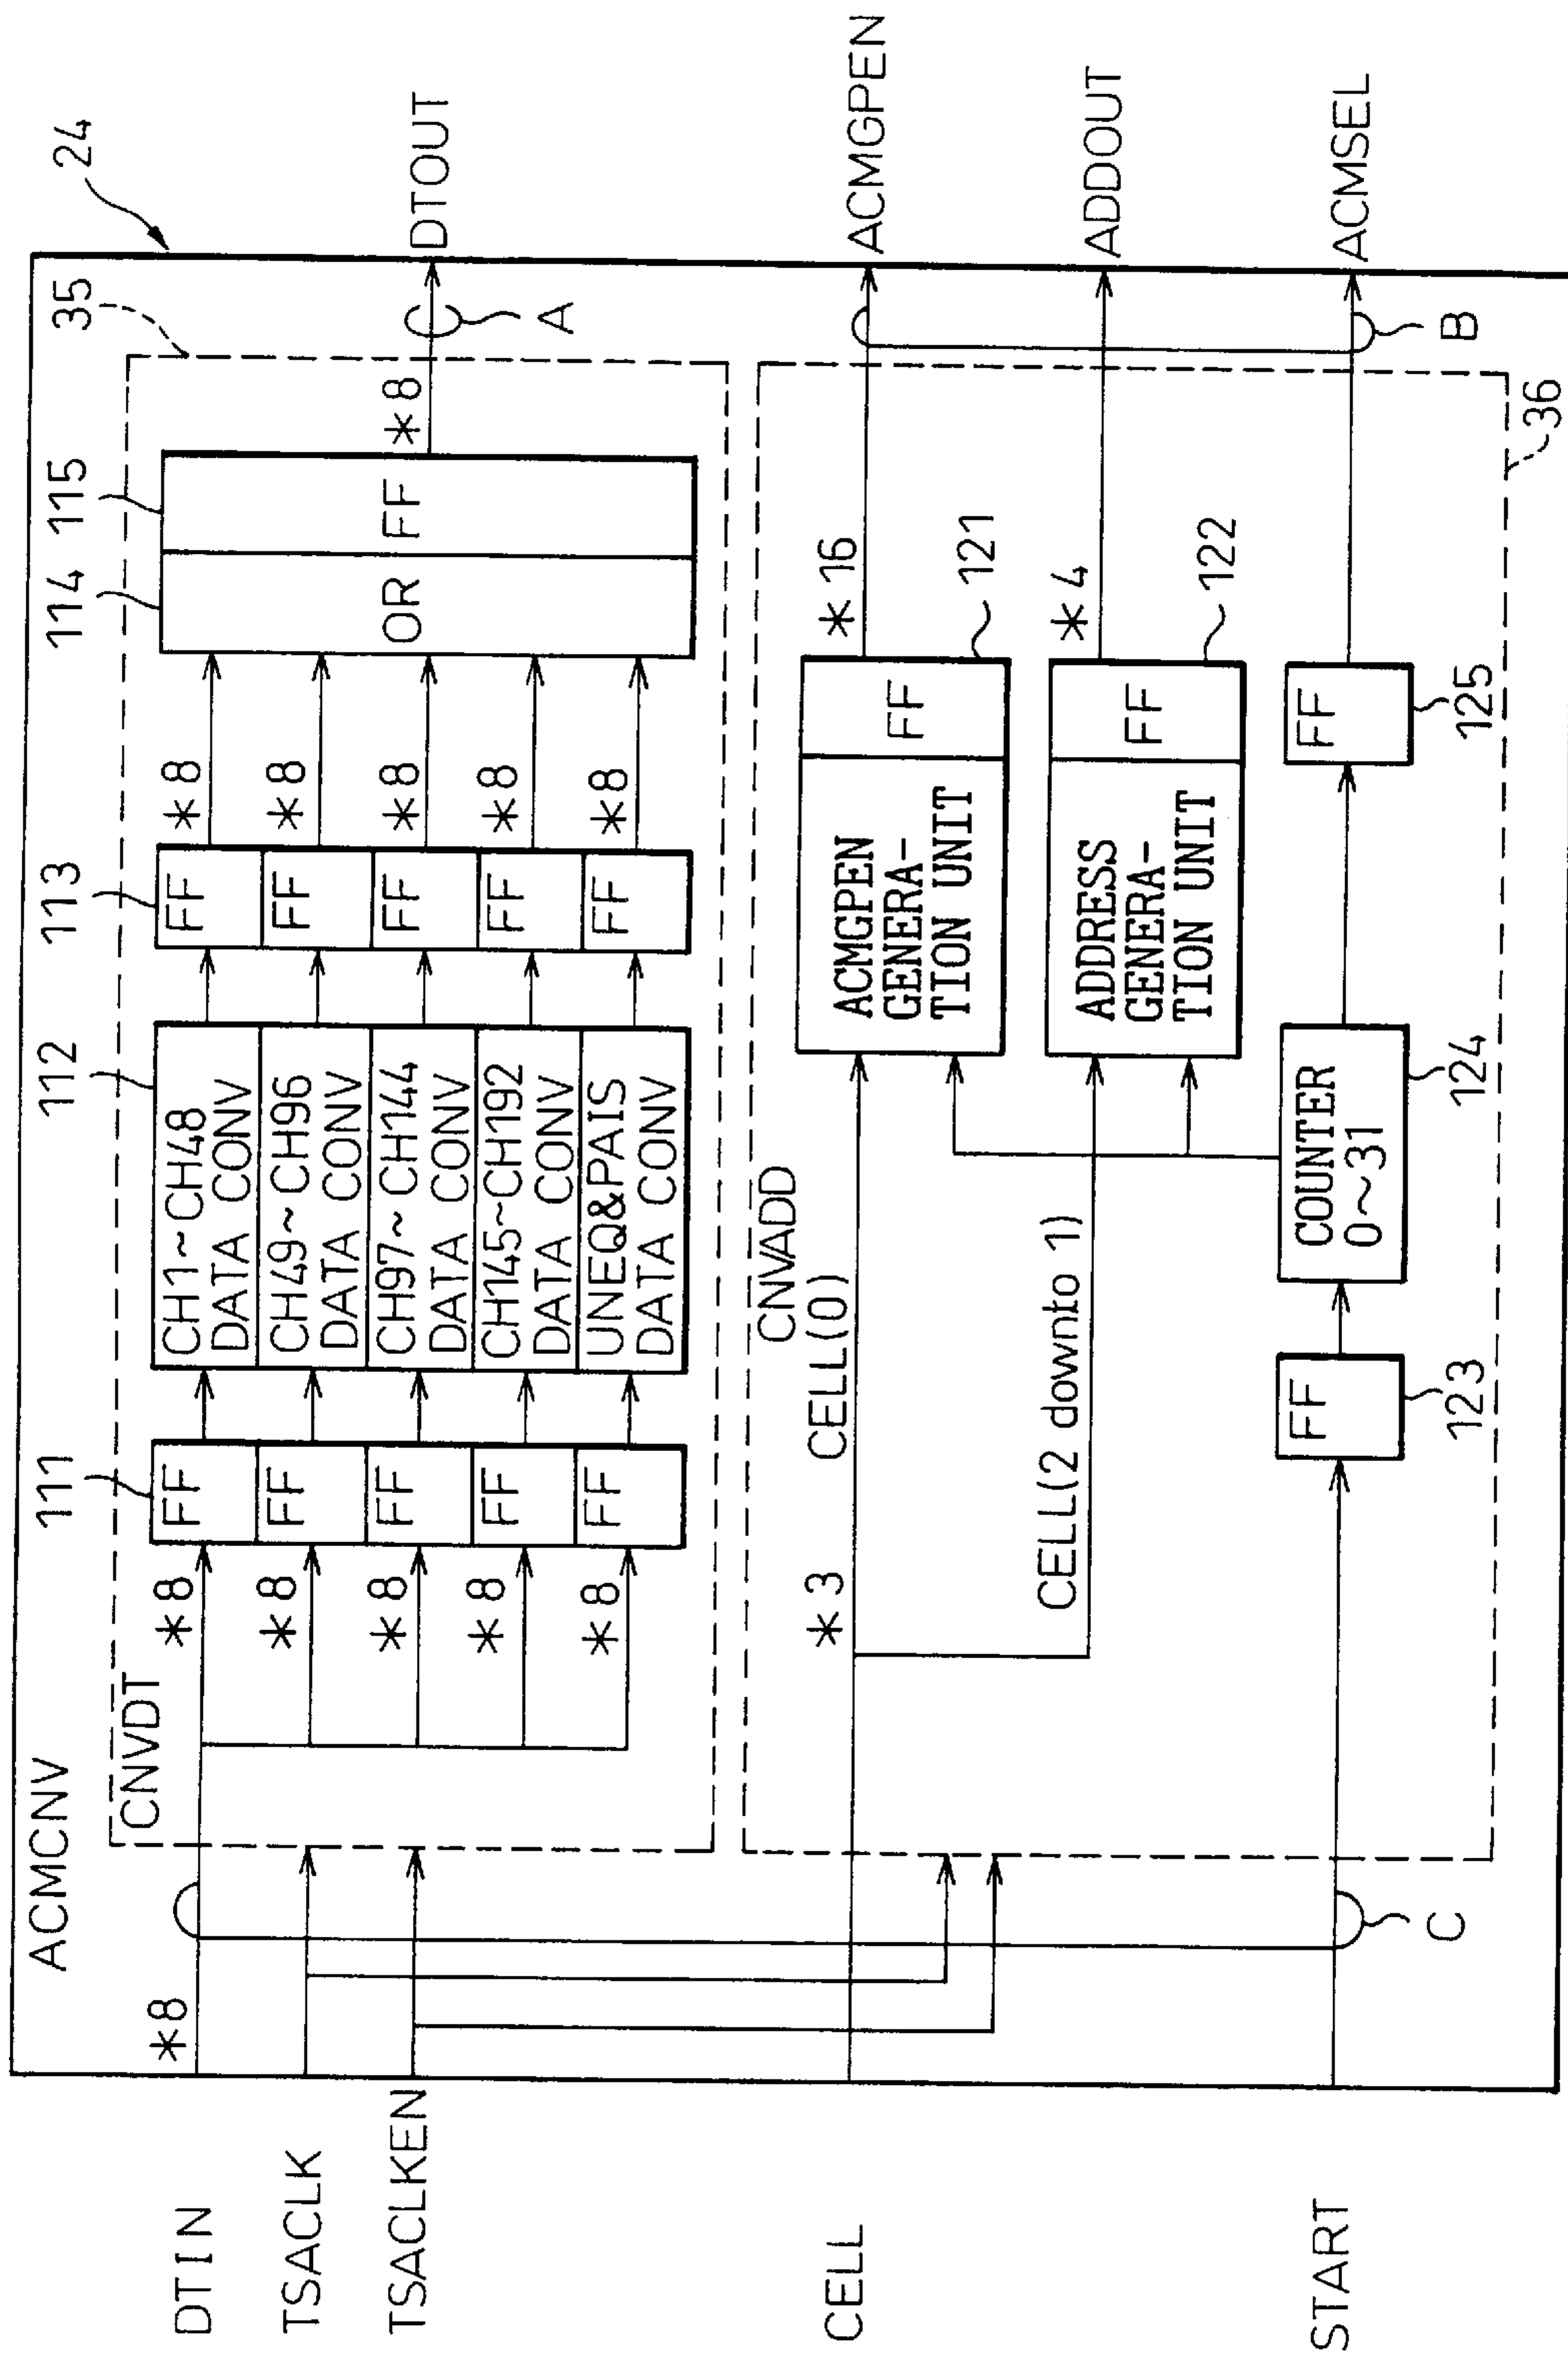 ACMCNV
24
DTIN
*8
CNVDT
35
*8
*8
*8
*8
*8
111
FF
FF
FF
FF
FF
112
CH1~CH48
DATA CONV
CH49~CH96
DATA CONV
CH97~CH144
DATA CONV
CH145~CH192
DATA CONV
UNEQ&PAIS
DATA CONV
113
FF
FF
FF
FF
FF
*8
*8
*8
*8
*8
114
OR
115
FF
*8
A
DTOUT
TSACLK
TSACLKEN
CNVADD
CELL
*3
CELL(0)
ACMGPEN
GENERA-
TION UNIT
FF
*16
121
ACMGPEN
CELL(2 downto 1)
ADDRESS
GENERA-
TION UNIT
FF
*4
122
ADDOUT
START
C
FF
123
COUNTER
0~31
124
FF
125
B
ACMSEL
36